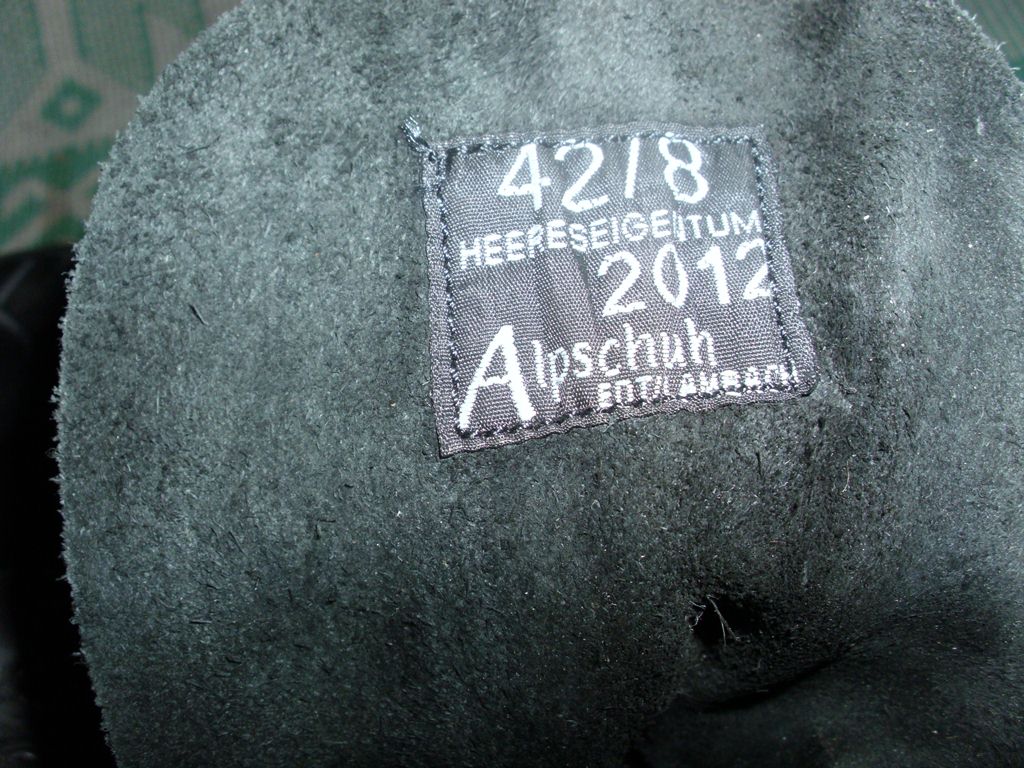 42/8
HEERESEIGENTUM
2012
Alpschuh